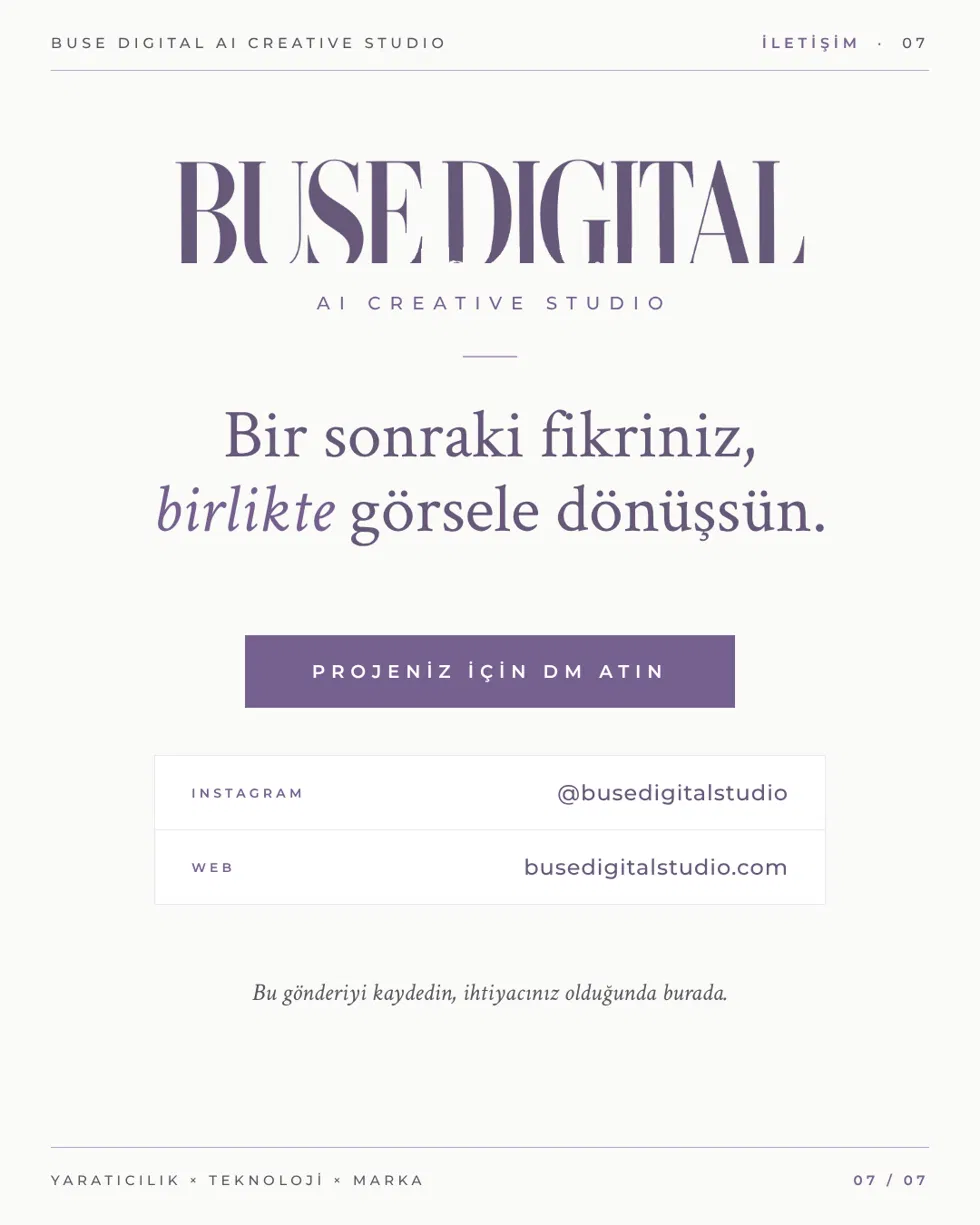 BUSE DIGITAL AI CREATIVE STUDIO
İLETİŞİM · 07
BUSE DIGITAL
AI CREATIVE STUDIO
Bir sonraki fikriniz,
birlikte görsele dönüşsün.
PROJENİZ İÇİN DM ATIN
INSTAGRAM
@busedigitalstudio
WEB
busedigitalstudio.com
Bu gönderiyi kaydedin, ihtiyacınız olduğunda burada.
YARATICILIK × TEKNOLOJİ × MARKA
07 / 07